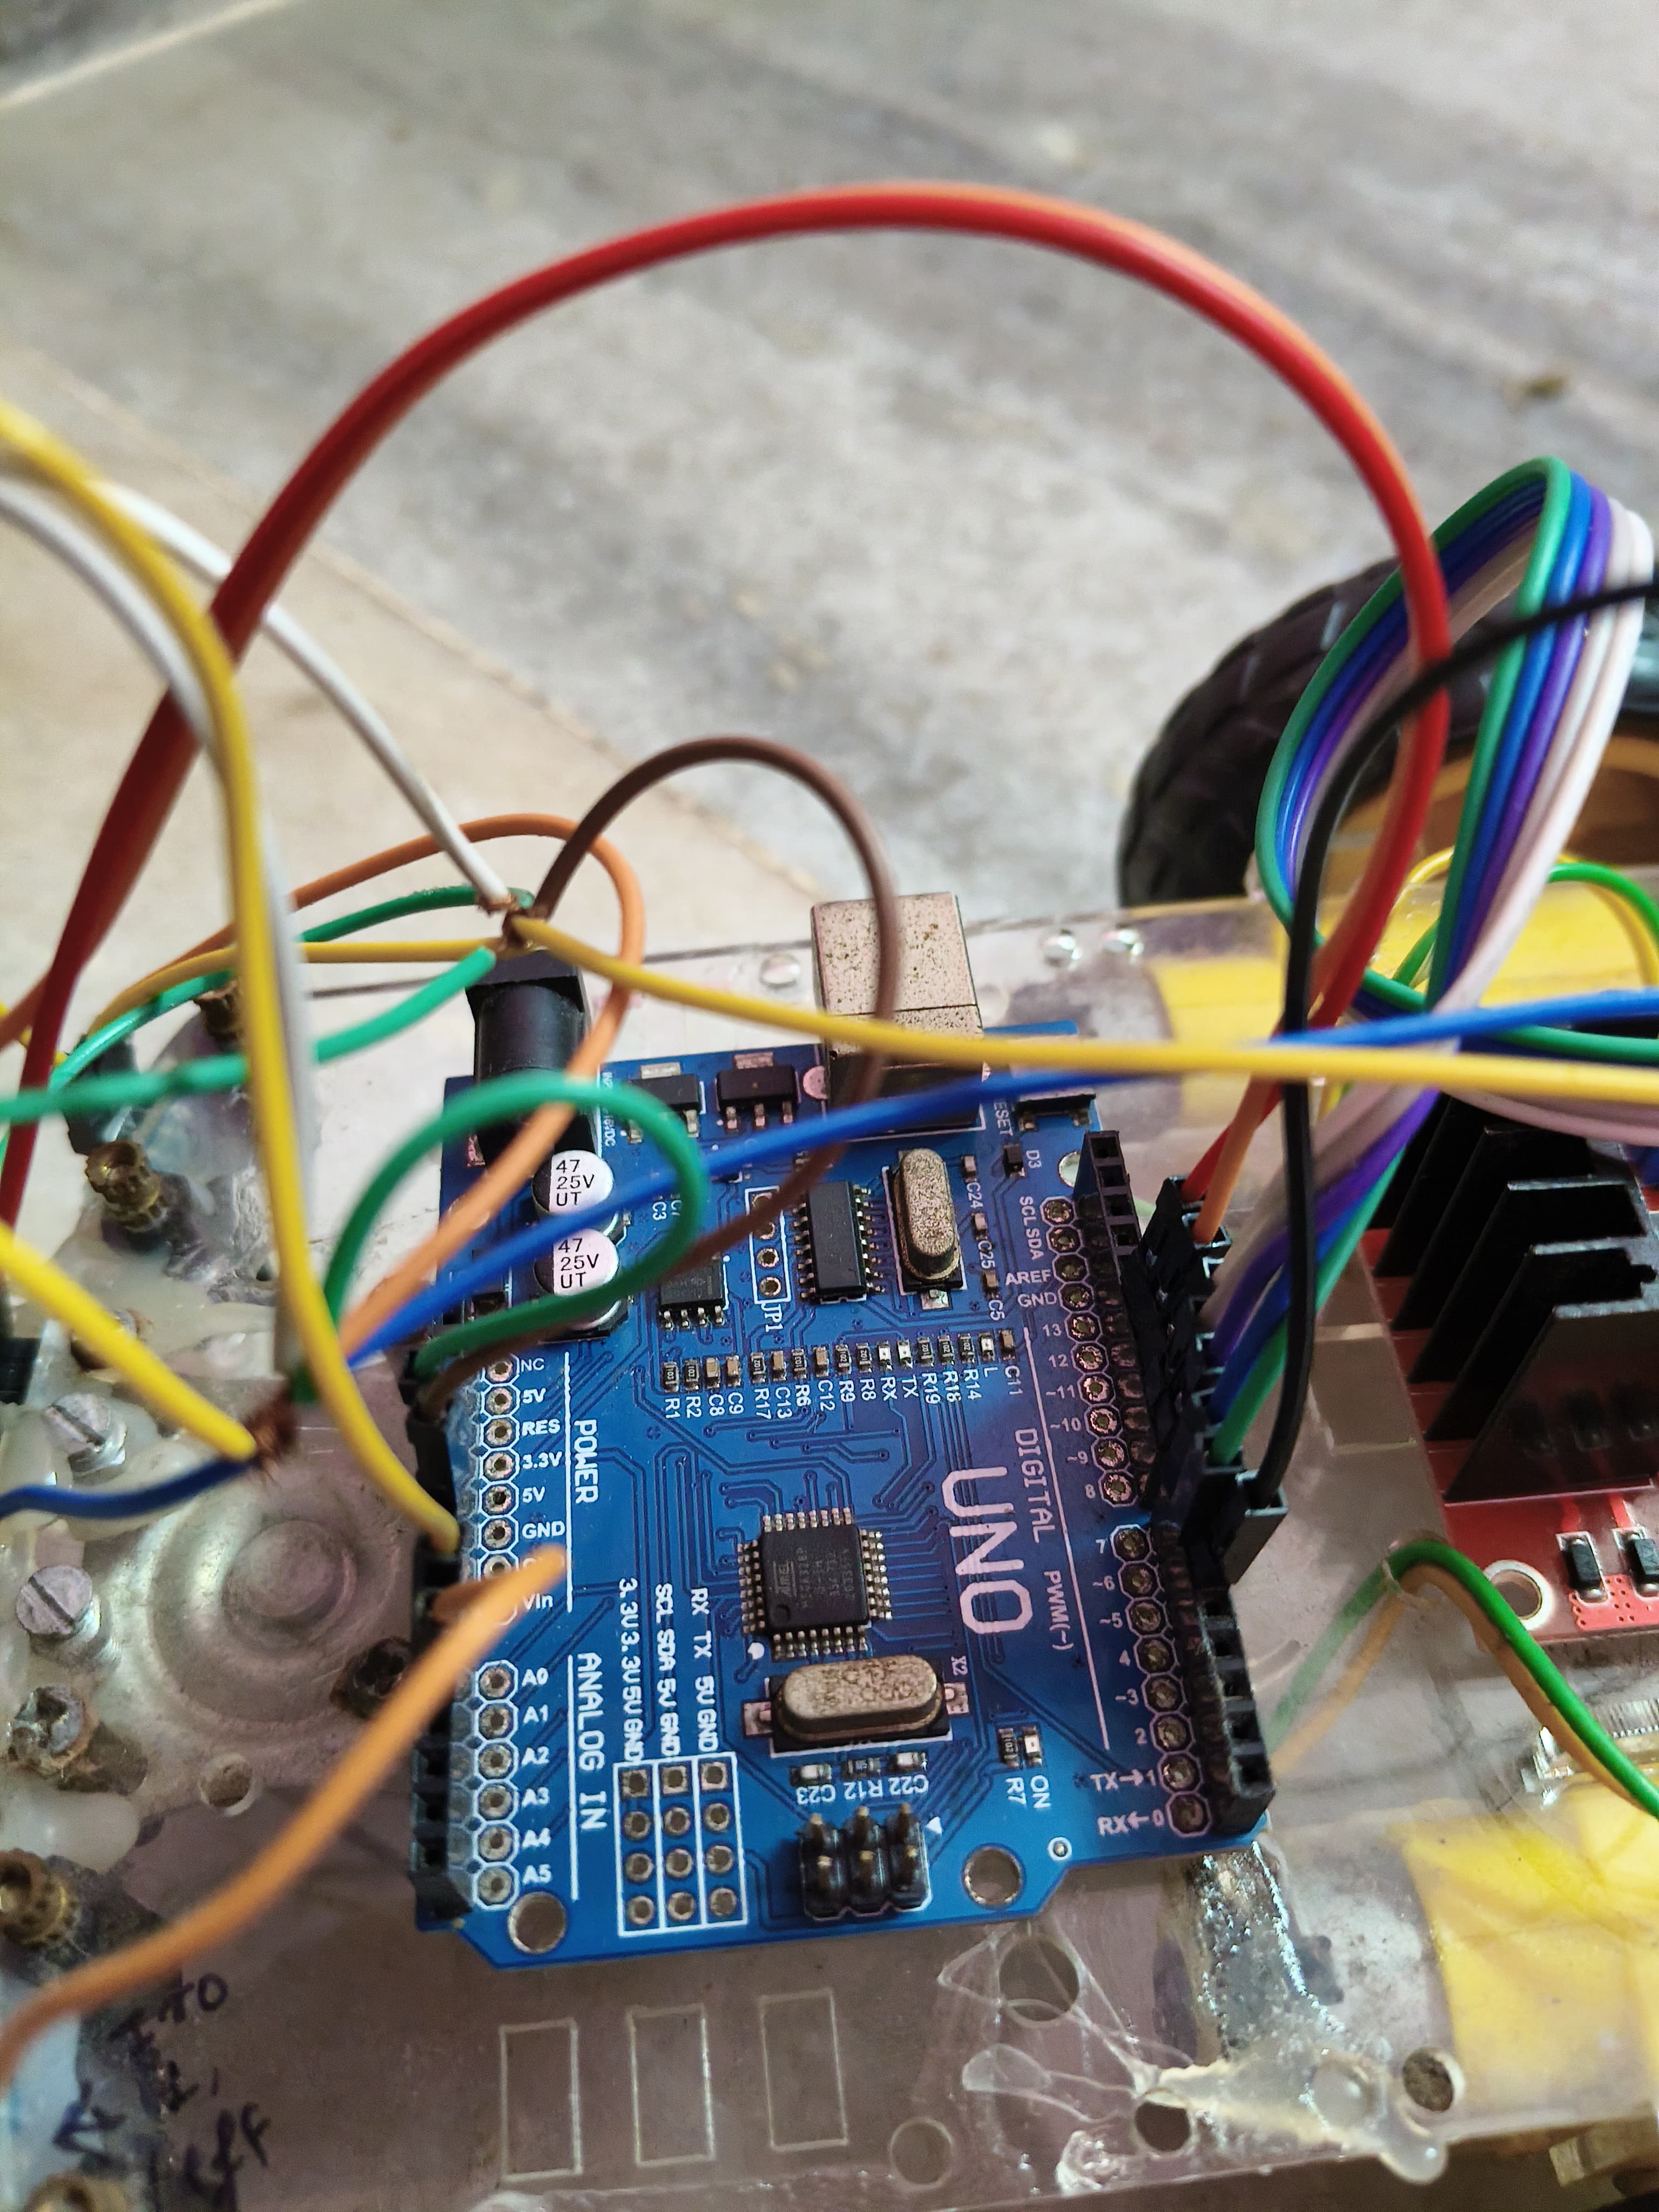 47
25V
UT
47
25V
UT
C3
JP1
RESET
D3
C24
C25
C5
SCL
SDA
AREF
GND
13
12
~11
~10
~9
8
7
~6
~5
4
~3
2
TX→1
RX←0
R1
R2
C8
C9
R17
C13
R6
C12
R9
R8
RX
TX
R19
R16
R14
L
C11
NC
5V
RES
3.3V
5V
GND
Vin
POWER
DIGITAL PWM(~)
UNO
A0
A1
A2
A3
A4
A5
ANALOG IN
RX TX 5V GND
SCL SDA 5V GND
3.3V 3.3V 5V GND
X2
C23
R12
C22
R7
ON